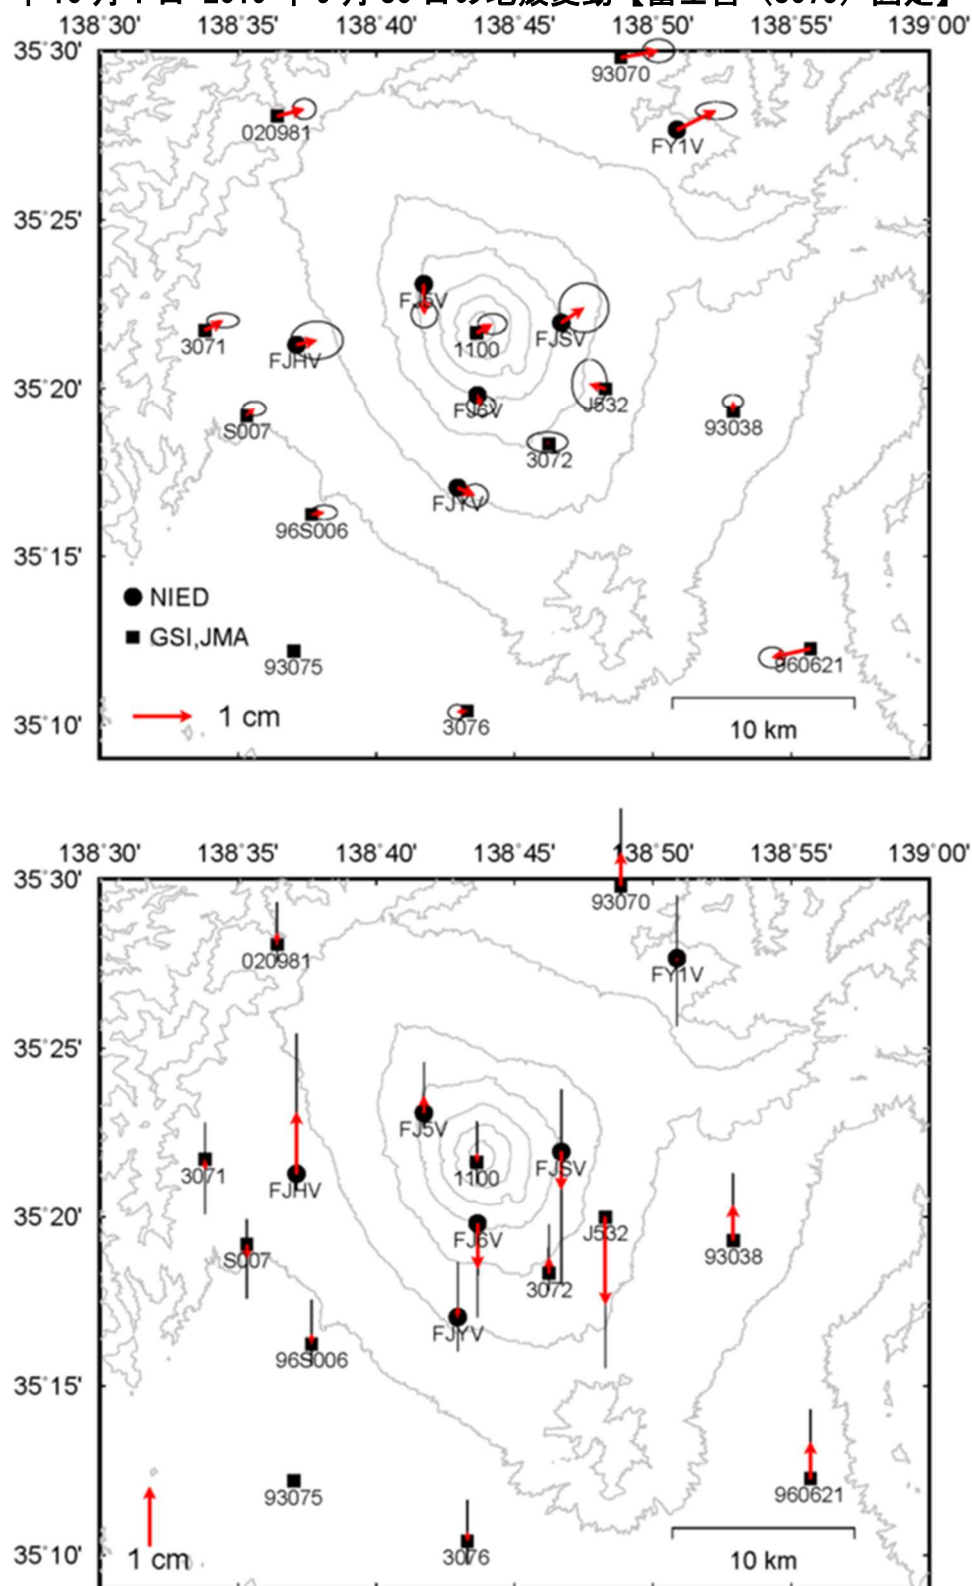 138˚30' 138˚35' 138˚40' 138˚45' 138˚50' 138˚55' 139˚00'
35˚30'
93070
020981
FY1V
35˚25'
FJ5V
3071
FJHV
1100
FJSV
35˚20'
FJ6V
J532
S007
93038
3072
FJYV
96S006
35˚15'
NIED
GSI,JMA
93075
960621
1 cm
3076
35˚10'
10 km
138˚30' 138˚35' 138˚40' 138˚45' 138˚50' 138˚55' 139˚00'
35˚30'
93070
020981
FY1V
35˚25'
FJ5V
3071
FJHV
1100
FJSV
35˚20'
FJ6V
J532
S007
93038
3072
FJYV
96S006
35˚15'
93075
960621
3076
35˚10'
1 cm
10 km